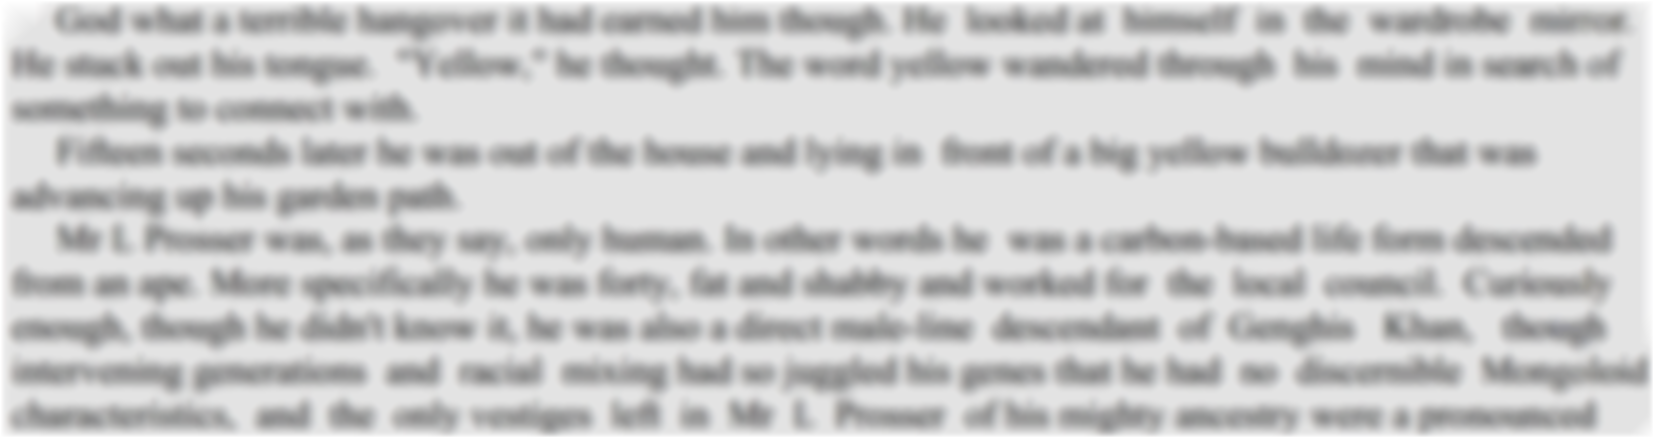 God what a terrible hangover it had earned him though. He looked at himself in the wardrobe mirror.
He stuck out his tongue. "Yellow," he thought. The word yellow wandered through his mind in search of
something to connect with.
Fifteen seconds later he was out of the house and lying in front of a big yellow bulldozer that was
advancing up his garden path.
Mr L Prosser was, as they say, only human. In other words he was a carbon-based life form descended
from an ape. More specifically he was forty, fat and shabby and worked for the local council. Curiously
enough, though he didn't know it, he was also a direct male-line descendant of Genghis Khan, though
intervening generations and racial mixing had so juggled his genes that he had no discernible Mongoloid
characteristics, and the only vestiges left in Mr L Prosser of his mighty ancestry were a pronounced